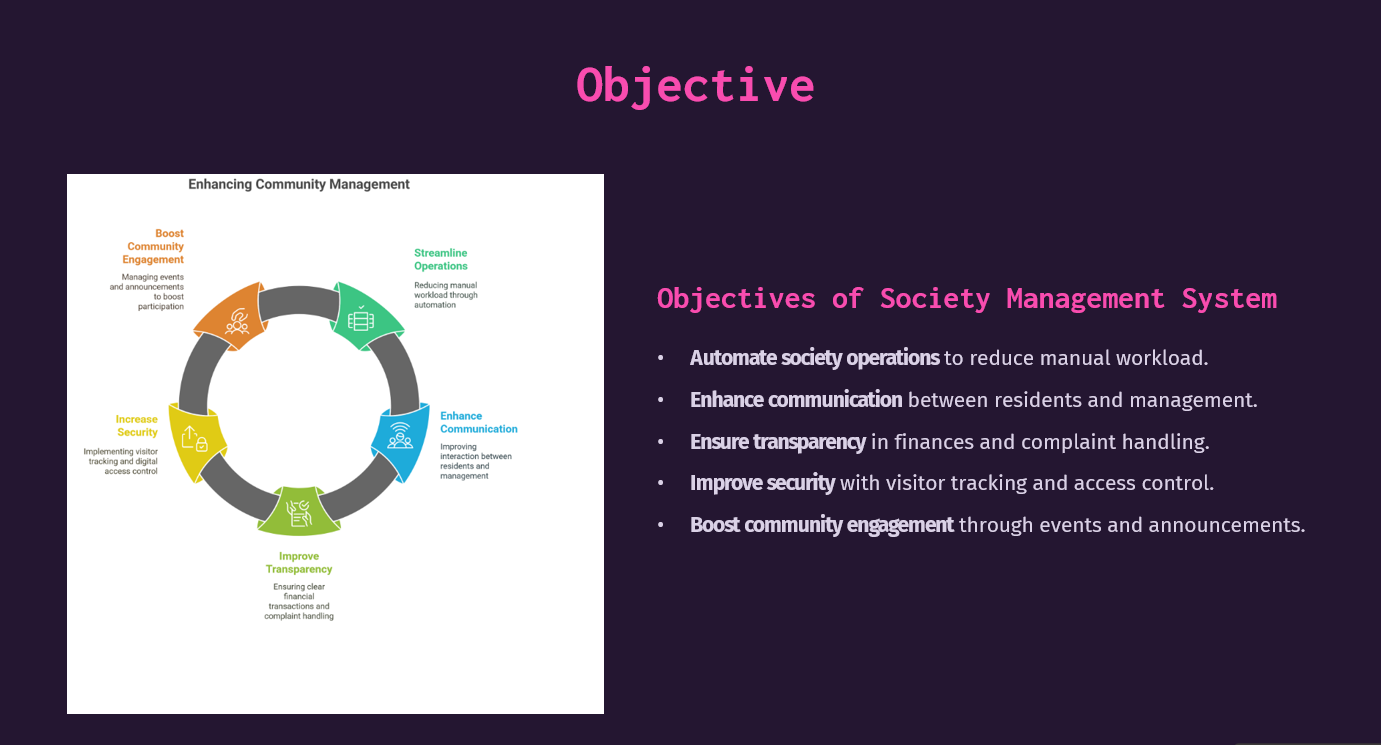 Objective
Enhancing Community Management
Boost
Community
Engagement
Managing events
and announcements
to boost
participation
Streamline
Operations
Reducing manual
workload through
automation
Increase
Security
Implementing visitor
tracking and digital
access control
Enhance
Communication
Improving
interaction between
residents and
management
Improve
Transparency
Ensuring clear
financial
transactions and
complaint handling
Objectives of Society Management System
• Automate society operations to reduce manual workload.
• Enhance communication between residents and management.
• Ensure transparency in finances and complaint handling.
• Improve security with visitor tracking and access control.
• Boost community engagement through events and announcements.